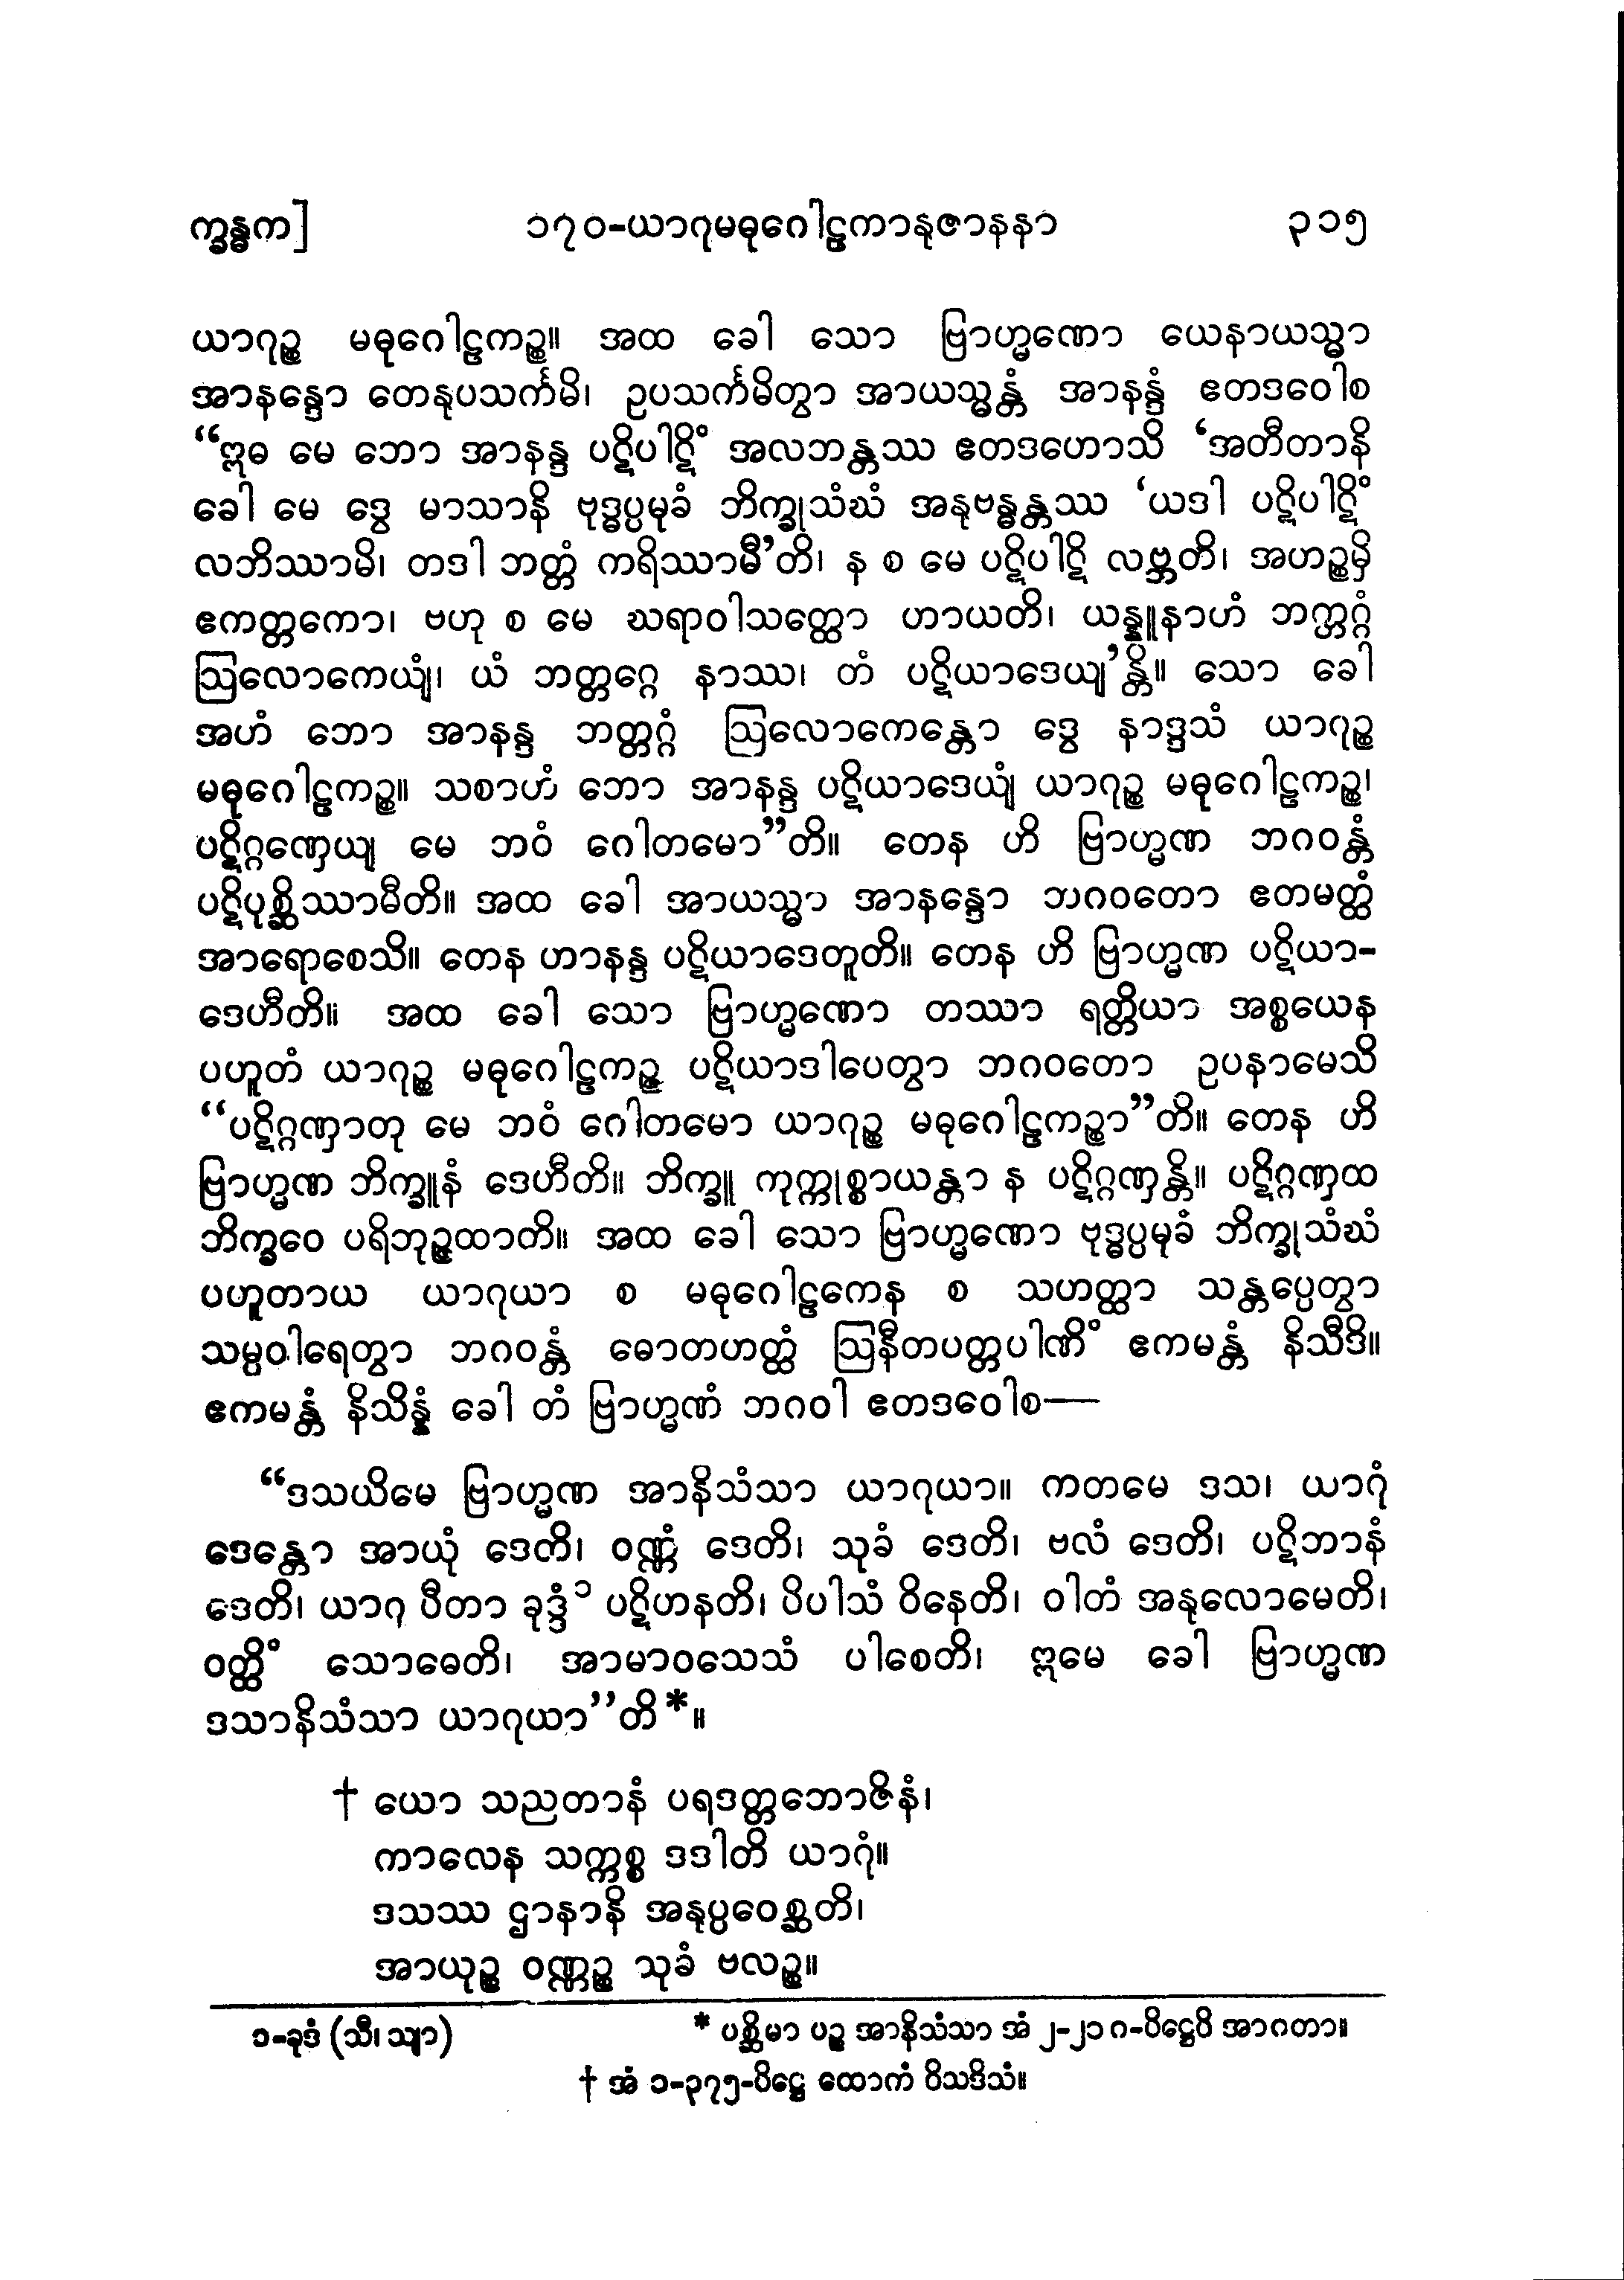 က္ခန္ဓက]
၁၇၀-ယာဂုမဓုဂေါဠကာနုဇာနနာ
၃၁၅
ယာဂုဉ္စ မဓုဂေါဠကဉ္စ။ အထ ခေါ သော ဗြာဟ္မဏော ယေနာယသ္မာ
အာနန္ဒော တေနုပသင်္ကမိ၊ ဥပသင်္ကမိတွာ အာယသ္မန္တံ အာနန္ဒံ ဧတဒဝေါစ
“ဣဓ မေ ဘော အာနန္ဒ ပဋိပါဋိံ အလဘန္တဿ ဧတဒဟောသိ ‘အတီတာနိ
ခေါ မေ ဒွေ မာသာနိ ဗုဒ္ဓပ္ပမုခံ ဘိက္ခုသံဃံ အနုဗန္ဓန္တဿ ‘ယဒါ ပဋိပါဋိံ
လဘိဿာမိ၊ တဒါ ဘတ္တံ ကရိဿာမီ’တိ၊ န စ မေ ပဋိပါဋိ လဗ္ဘတိ၊ အဟဉ္စမှိ
ဧကတ္တကော၊ ဗဟု စ မေ ဃရာဝါသတ္ထော ဟာယတိ၊ ယန္နူနာဟံ ဘတ္တဂ္ဂံ
ဩလောကေယျံ၊ ယံ ဘတ္တဂ္ဂေ နာဿ၊ တံ ပဋိယာဒေယျ’န္တိ။ သော ခေါ
အဟံ ဘော အာနန္ဒ ဘတ္တဂ္ဂံ ဩလောကေန္တော ဒွေ နာဒ္ဒသံ ယာဂုဉ္စ
မဓုဂေါဠကဉ္စ။ သစာဟံ ဘော အာနန္ဒ ပဋိယာဒေယျံ ယာဂုဉ္စ မဓုဂေါဠကဉ္စ၊
ပဋိဂ္ဂဏှေယျ မေ ဘဝံ ဂေါတမော”တိ။ တေန ဟိ ဗြာဟ္မဏ ဘဂဝန္တံ
ပဋိပုစ္ဆိဿာမီတိ။ အထ ခေါ အာယသ္မာ အာနန္ဒော ဘဂဝတော ဧတမတ္ထံ
အာရောစေသိ။ တေန ဟာနန္ဒ ပဋိယာဒေတူတိ။ တေန ဟိ ဗြာဟ္မဏ ပဋိယာ-
ဒေဟီတိ။ အထ ခေါ သော ဗြာဟ္မဏော တဿာ ရတ္တိယာ အစ္စယေန
ပဟူတံ ယာဂုဉ္စ မဓုဂေါဠကဉ္စ ပဋိယာဒါပေတွာ ဘဂဝတော ဥပနာမေသိ
“ပဋိဂ္ဂဏှာတု မေ ဘဝံ ဂေါတမော ယာဂုဉ္စ မဓုဂေါဠကဉ္စာ”တိ။ တေန ဟိ
ဗြာဟ္မဏ ဘိက္ခူနံ ဒေဟီတိ။ ဘိက္ခူ ကုက္ကုစ္စာယန္တာ န ပဋိဂ္ဂဏှန္တိ။ ပဋိဂ္ဂဏှထ
ဘိက္ခဝေ ပရိဘုဉ္ဇထာတိ။ အထ ခေါ သော ဗြာဟ္မဏော ဗုဒ္ဓပ္ပမုခံ ဘိက္ခုသံဃံ
ပဟူတာယ ယာဂုယာ စ မဓုဂေါဠကေန စ သဟတ္ထာ သန္တပ္ပေတွာ
သမ္ပဝါရေတွာ ဘဂဝန္တံ ဓောတဟတ္ထံ ဩနီတပတ္တပါဏိံ ဧကမန္တံ နိသီဒိ။
ဧကမန္တံ နိသိန္နံ ခေါ တံ ဗြာဟ္မဏံ ဘဂဝါ ဧတဒဝေါစ—
“ဒသယိမေ ဗြာဟ္မဏ အာနိသံသာ ယာဂုယာ။ ကတမေ ဒသ၊ ယာဂုံ
ဒေန္တော အာယုံ ဒေတိ၊ ဝဏ္ဏံ ဒေတိ၊ သုခံ ဒေတိ၊ ဗလံ ဒေတိ၊ ပဋိဘာနံ
ဒေတိ၊ ယာဂု ပီတာ ခုဒ္ဒံ၁ ပဋိဟနတိ၊ ပိပါသံ ဝိနေတိ၊ ဝါတံ အနုလောမေတိ၊
ဝတ္ထိံ သောဓေတိ၊ အာမာဝသေသံ ပါစေတိ၊ ဣမေ ခေါ ဗြာဟ္မဏ
ဒသာနိသံသာ ယာဂုယာ”တိ*။
† ယော သညတာနံ ပရဒတ္တဘောဇိနံ၊
ကာလေန သက္ကစ္စ ဒဒါတိ ယာဂုံ။
ဒသဿ ဌာနာနိ အနုပ္ပဝေစ္ဆတိ၊
အာယုဉ္စ ဝဏ္ဏဉ္စ သုခံ ဗလဉ္စ။
၁-ခုဒံ (သီ၊ သျာ)
* ပစ္ဆိမာ ပဉ္စ အာနိသံသာ အံ ၂-၂၁၈-ပိဋ္ဌေပိ အာဂတာ။
† အံ ၁-၃၇၅-ပိဋ္ဌေ ထောကံ ဝိသဒိသံ။